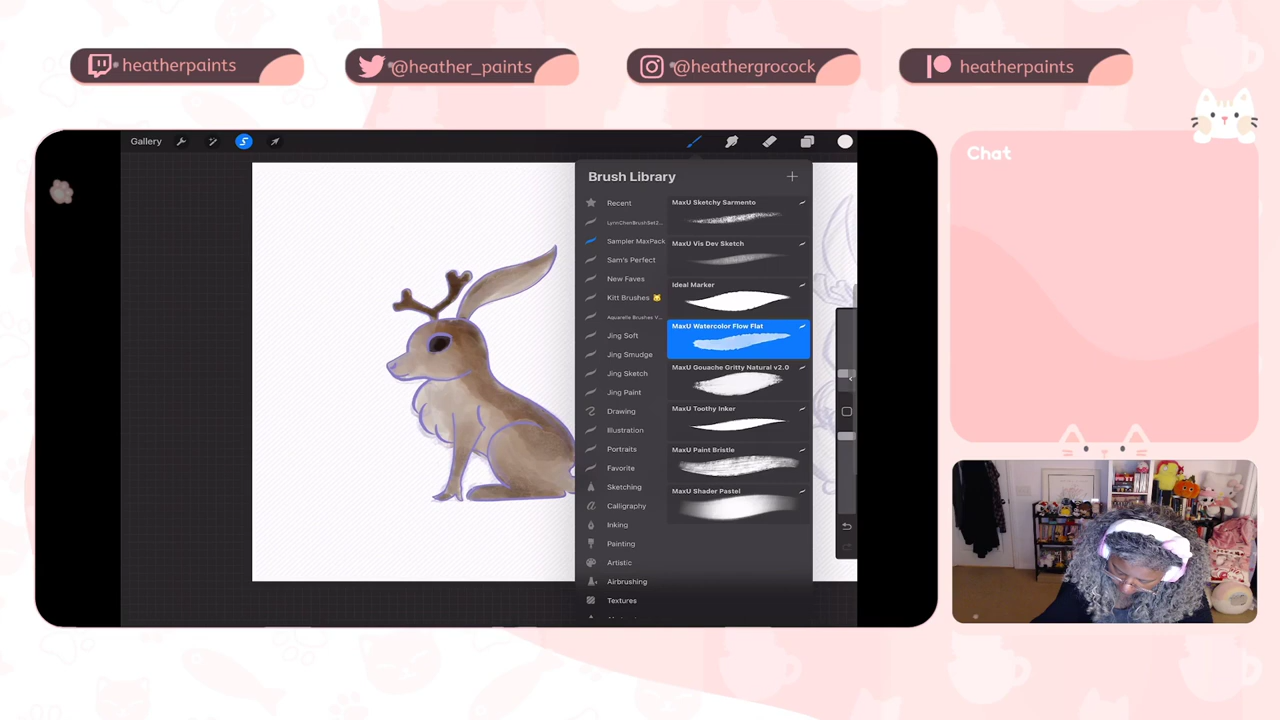 heatherpaints
@heather_paints
@heathergrocock
heatherpaints
Gallery
Brush Library
Recent
LynnChenBrushSet2...
Sampler MaxPack
Sam's Perfect
New Faves
Kitt Brushes 😹
Aquarelle Brushes V...
Jing Soft
Jing Smudge
Jing Sketch
Jing Paint
Drawing
Illustration
Portraits
Favorite
Sketching
Calligraphy
Inking
Painting
Artistic
Airbrushing
Textures
MaxU Sketchy Sarmento
MaxU Vis Dev Sketch
Ideal Marker
MaxU Watercolor Flow Flat
MaxU Gouache Gritty Natural v2.0
MaxU Toothy Inker
MaxU Paint Bristle
MaxU Shader Pastel
Chat